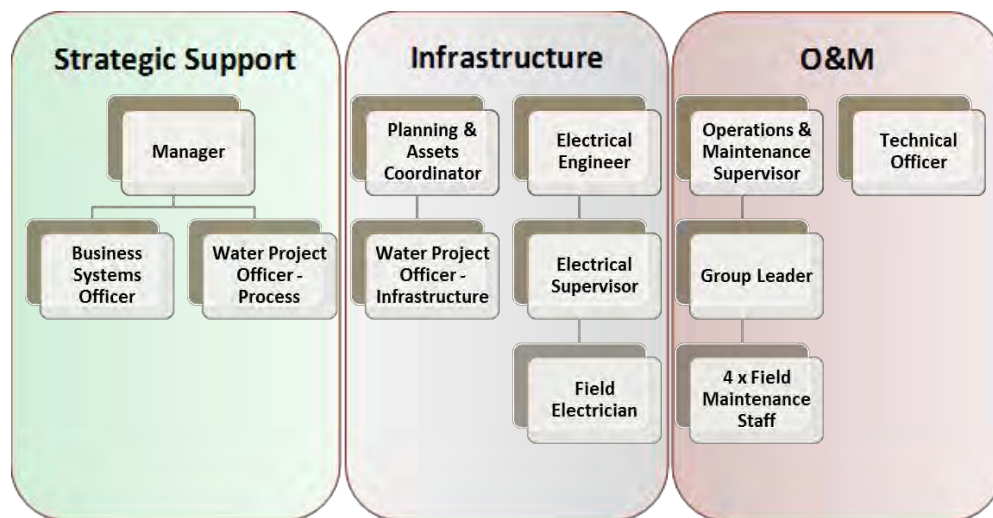 Strategic Support
Manager
Business
Systems
Officer
Water Project
Officer -
Process
Infrastructure
Planning &
Assets
Coordinator
Water Project
Officer -
Infrastructure
Electrical
Engineer
Electrical
Supervisor
Field
Electrician
O&M
Operations &
Maintenance
Supervisor
Group Leader
4 x Field
Maintenance
Staff
Technical
Officer